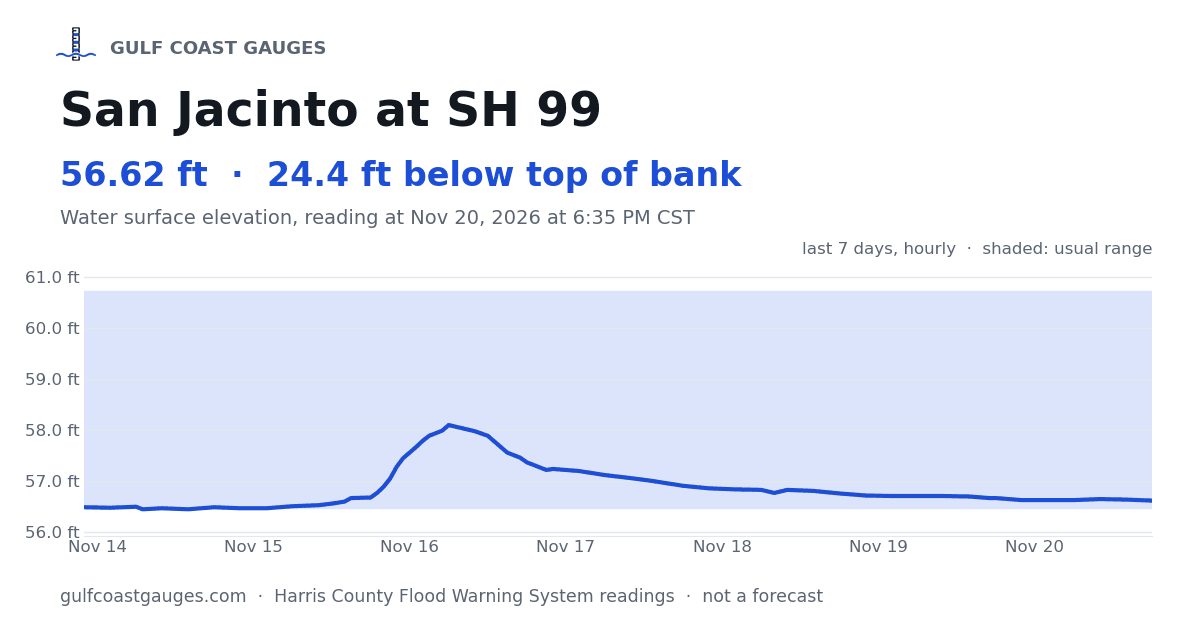 GULF COAST GAUGES
San Jacinto at SH 99
56.62 ft · 24.4 ft below top of bank
Water surface elevation, reading at Nov 20, 2026 at 6:35 PM CST
last 7 days, hourly · shaded: usual range
61.0 ft
60.0 ft
59.0 ft
58.0 ft
57.0 ft
56.0 ft
Nov 14 Nov 15 Nov 16 Nov 17 Nov 18 Nov 19 Nov 20
gulfcoastgauges.com · Harris County Flood Warning System readings · not a forecast